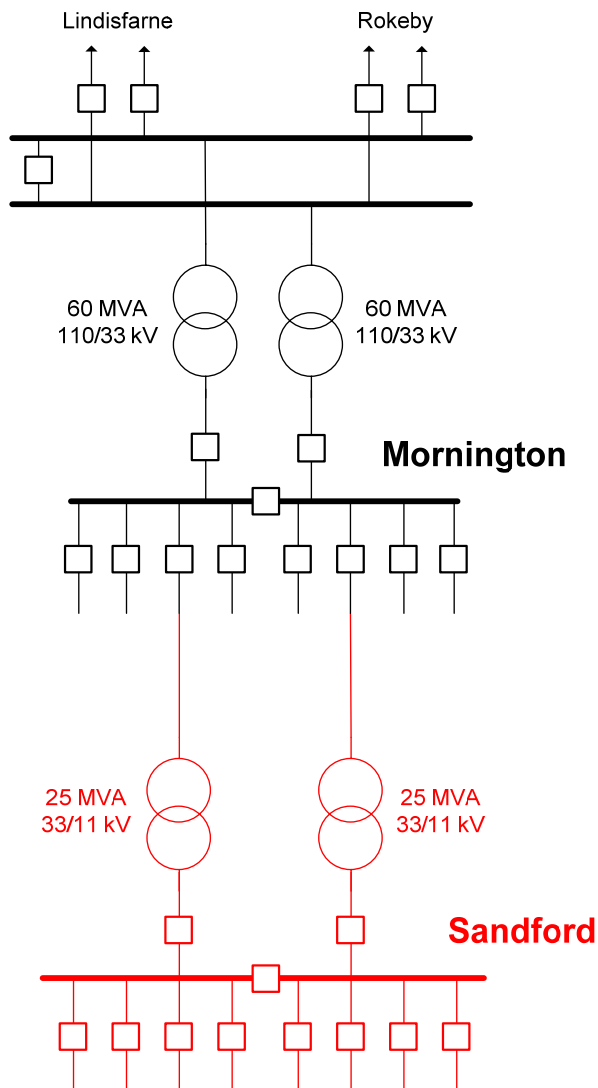 Lindisfarne
Rokeby
60 MVA
110/33 kV
60 MVA
110/33 kV
Mornington
25 MVA
33/11 kV
25 MVA
33/11 kV
Sandford